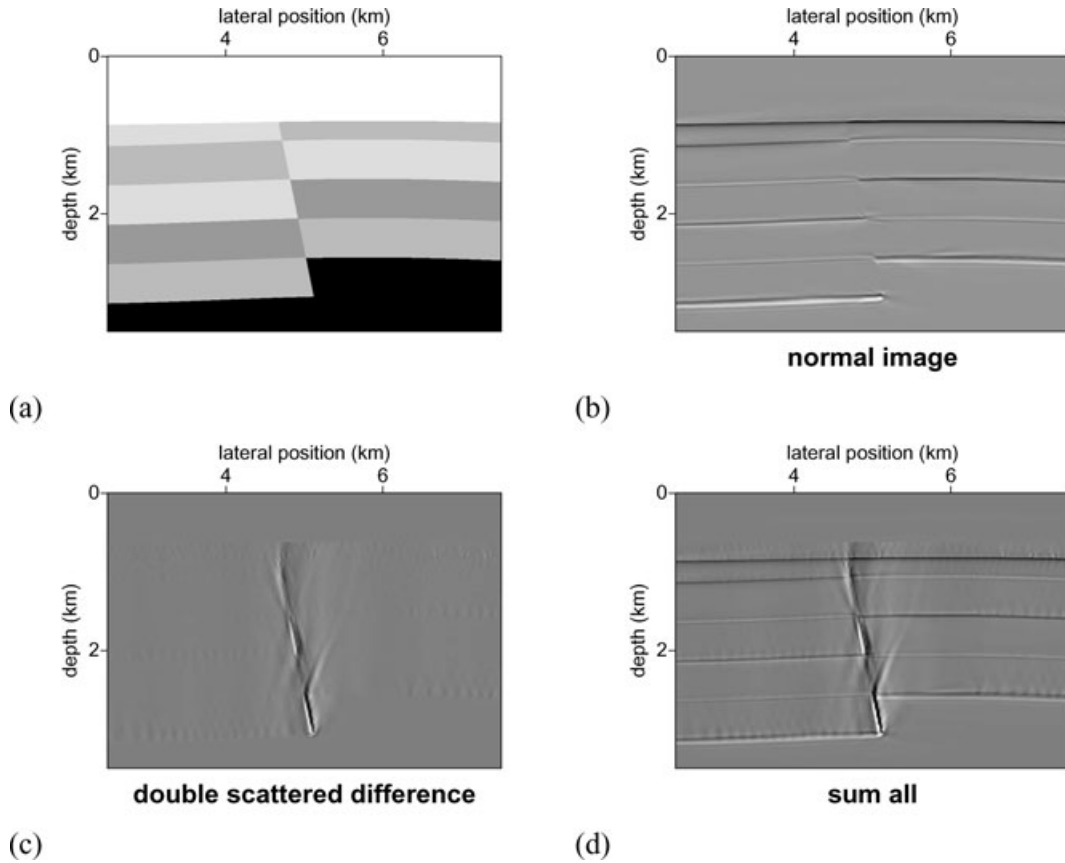 lateral position (km)
4 6
0
2
depth (km)
(a)
lateral position (km)
4 6
0
2
depth (km)
normal image
(b)
lateral position (km)
4 6
0
2
depth (km)
double scattered difference
(c)
lateral position (km)
4 6
0
2
depth (km)
sum all
(d)